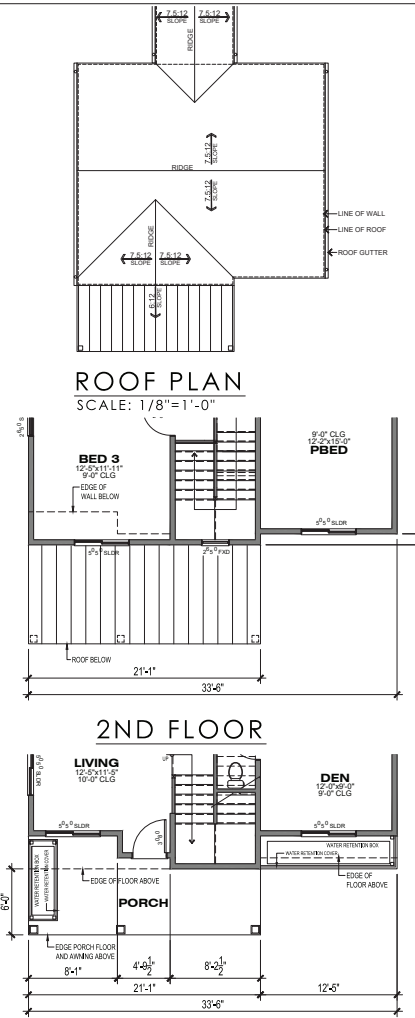 7.5:12 7.5:12
SLOPE SLOPE
RIDGE
7.5:12
SLOPE
RIDGE
7.5:12
SLOPE
LINE OF WALL
RIDGE
LINE OF ROOF
7.5:12 7.5:12
SLOPE SLOPE
ROOF GUTTER
6:12
SLOPE
ROOF PLAN
SCALE: 1/8"=1'-0"
BED 3
12'-5"x11'-11"
9'-0" CLG
9'-0" CLG
12'-2"x15'-0"
PBED
EDGE OF
WALL BELOW
5⁰5⁰ SLDR
2⁶5⁰ FXD
5⁰5⁰ SLDR
ROOF BELOW
21'-1"
33'-6"
2ND FLOOR
LIVING
12'-5"x11'-5"
10'-0" CLG
UP
DEN
12'-0"x9'-0"
9'-0" CLG
5⁰5⁰ SLDR
3⁰8⁰
5⁰5⁰ SLDR
WATER RETENTION BOX
WATER RETENTION COVER
WATER RETENTION BOX
WATER RETENTION COVER
EDGE OF FLOOR ABOVE
EDGE OF
FLOOR ABOVE
6'-0"
PORCH
EDGE PORCH FLOOR
AND AWNING ABOVE
8'-1" 4'-9½" 8'-2½"
21'-1" 12'-5"
33'-6"